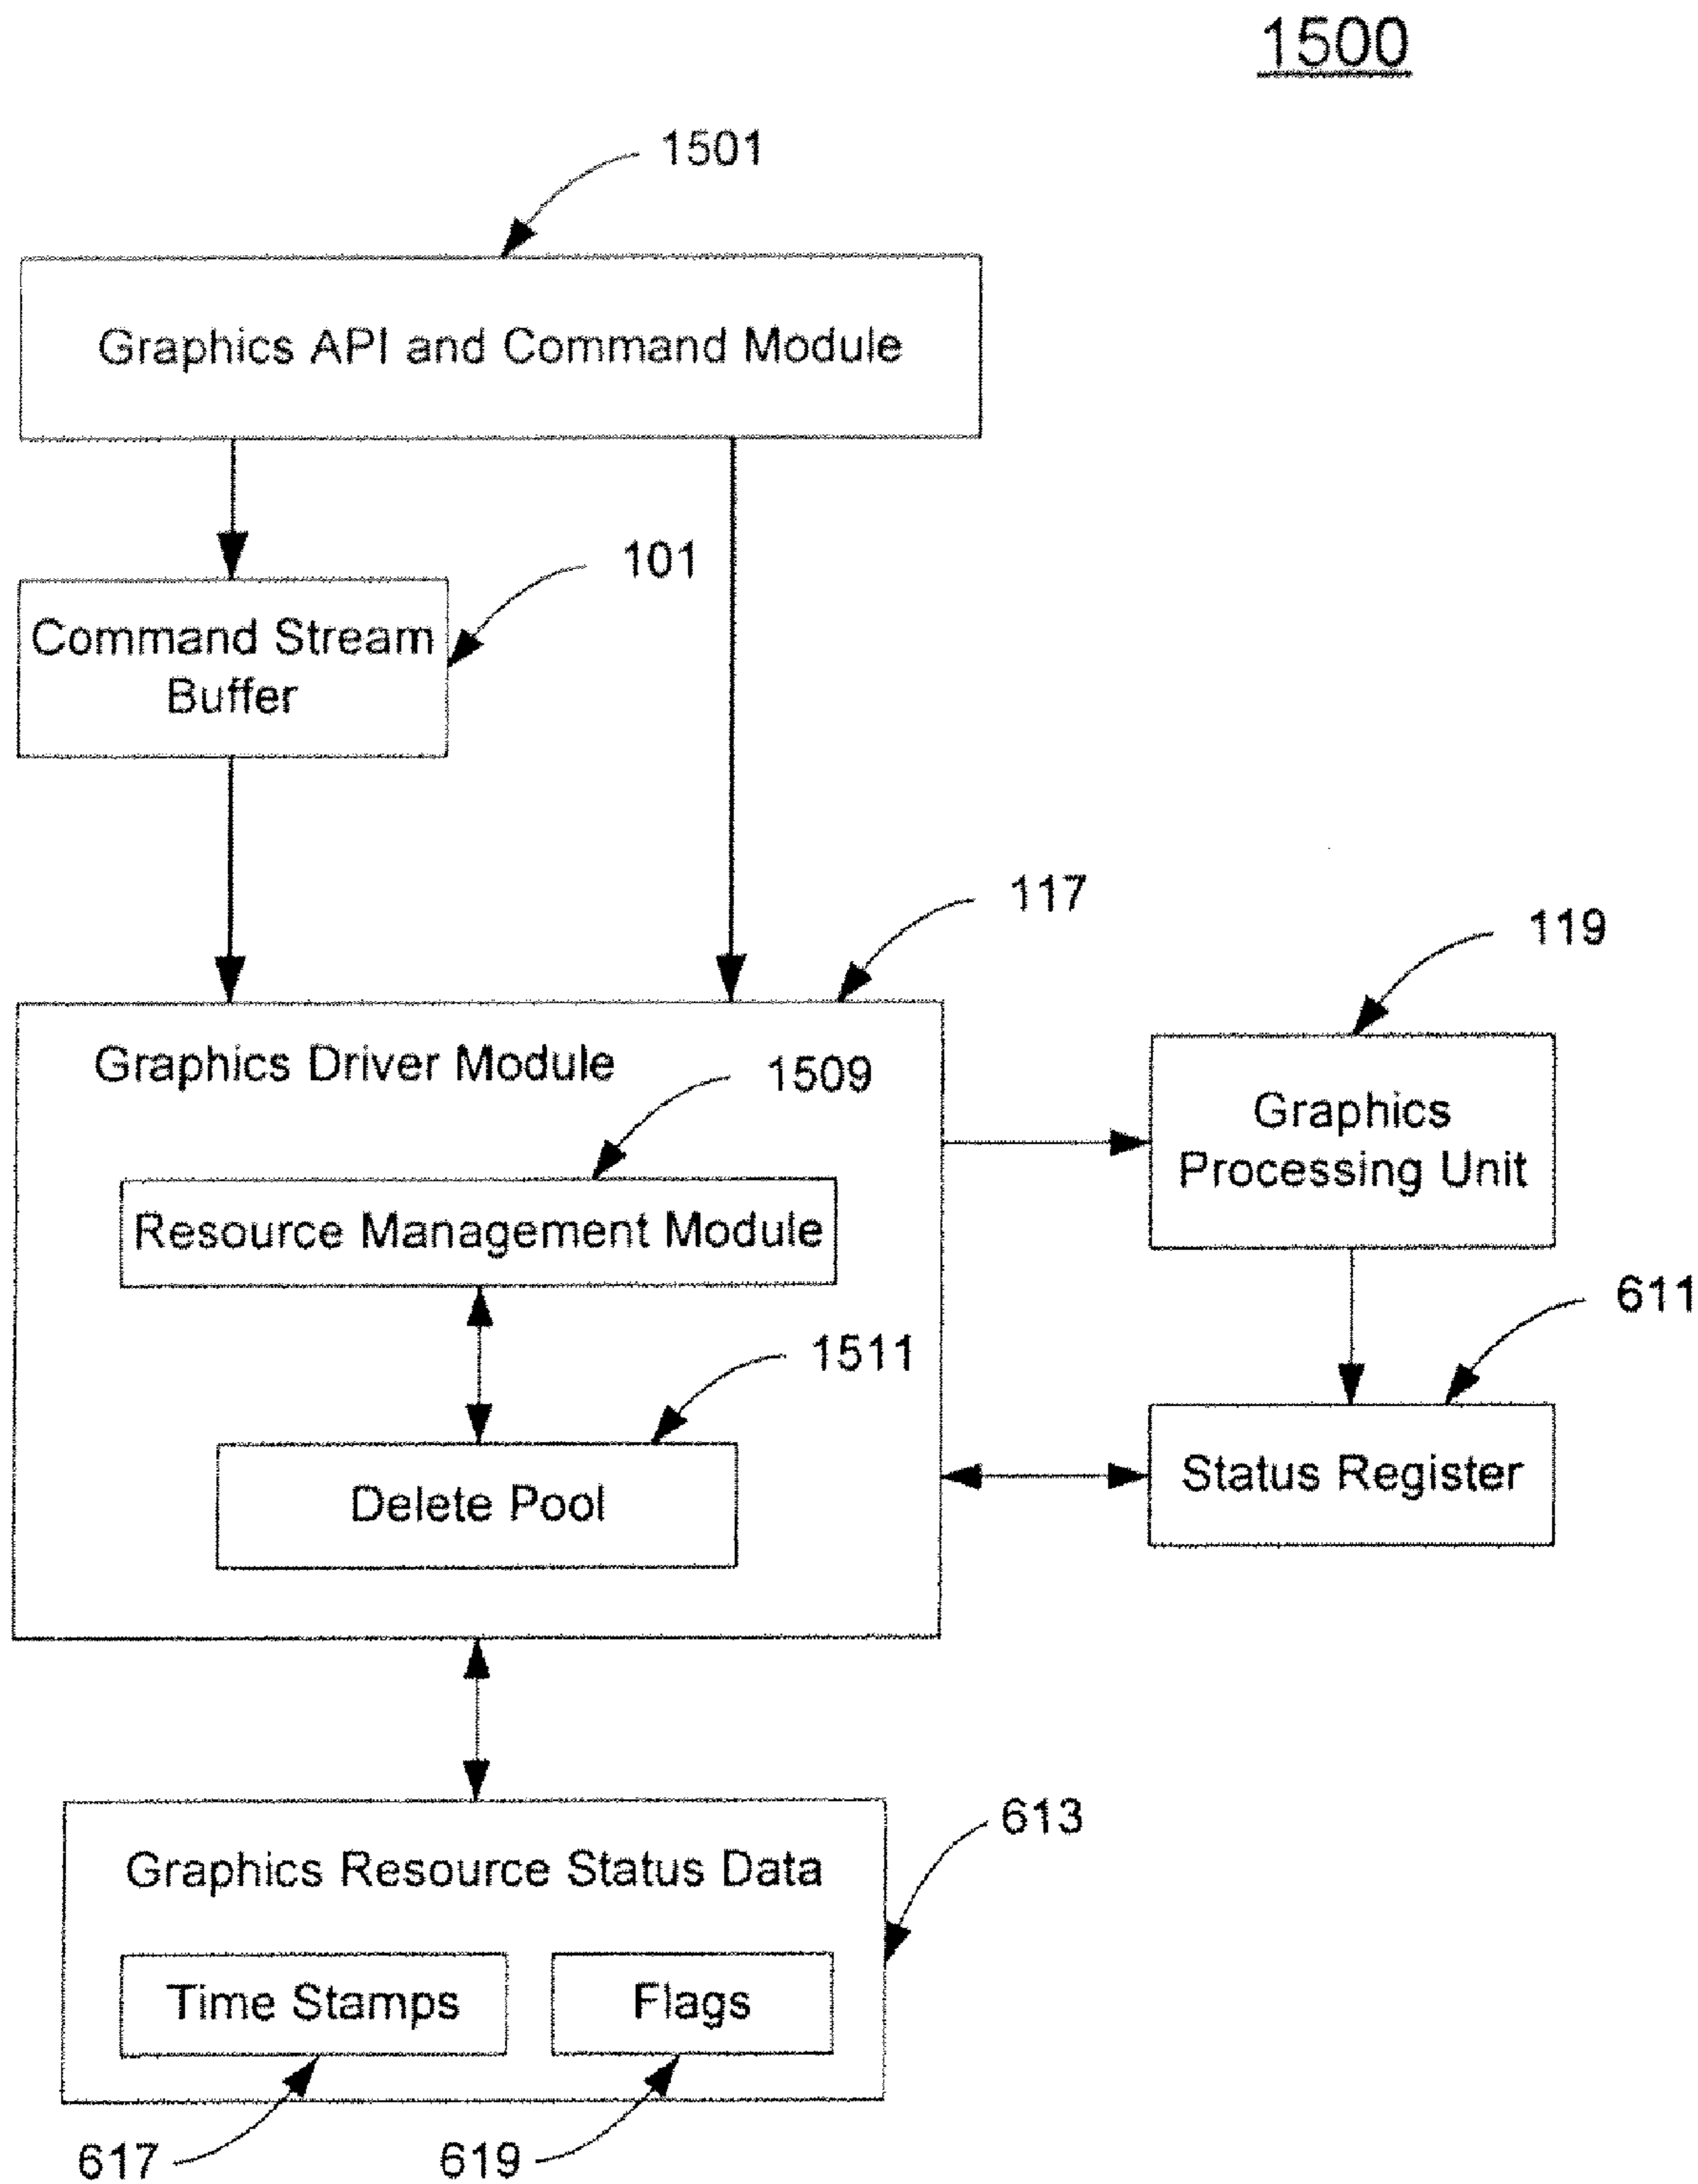 1500
1501
Graphics API and Command Module
101
Command Stream
Buffer
117
119
Graphics Driver Module
1509
Graphics
Processing Unit
Resource Management Module
611
1511
Status Register
Delete Pool
613
Graphics Resource Status Data
Time Stamps
Flags
617
619